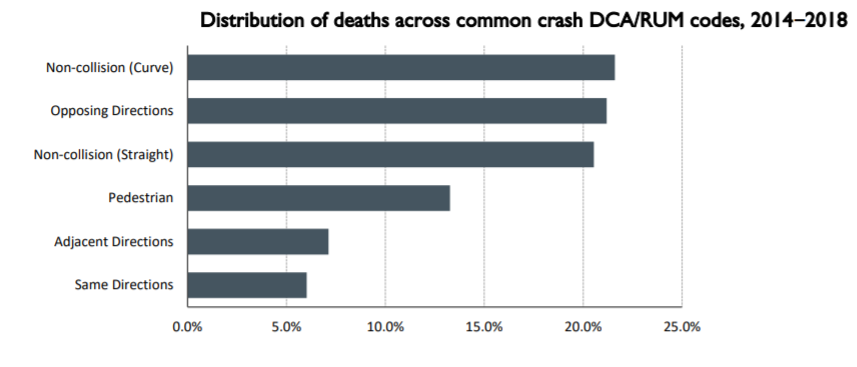 Distribution of deaths across common crash DCA/RUM codes, 2014–2018
Non-collision (Curve)
Opposing Directions
Non-collision (Straight)
Pedestrian
Adjacent Directions
Same Directions
0.0% 5.0% 10.0% 15.0% 20.0% 25.0%